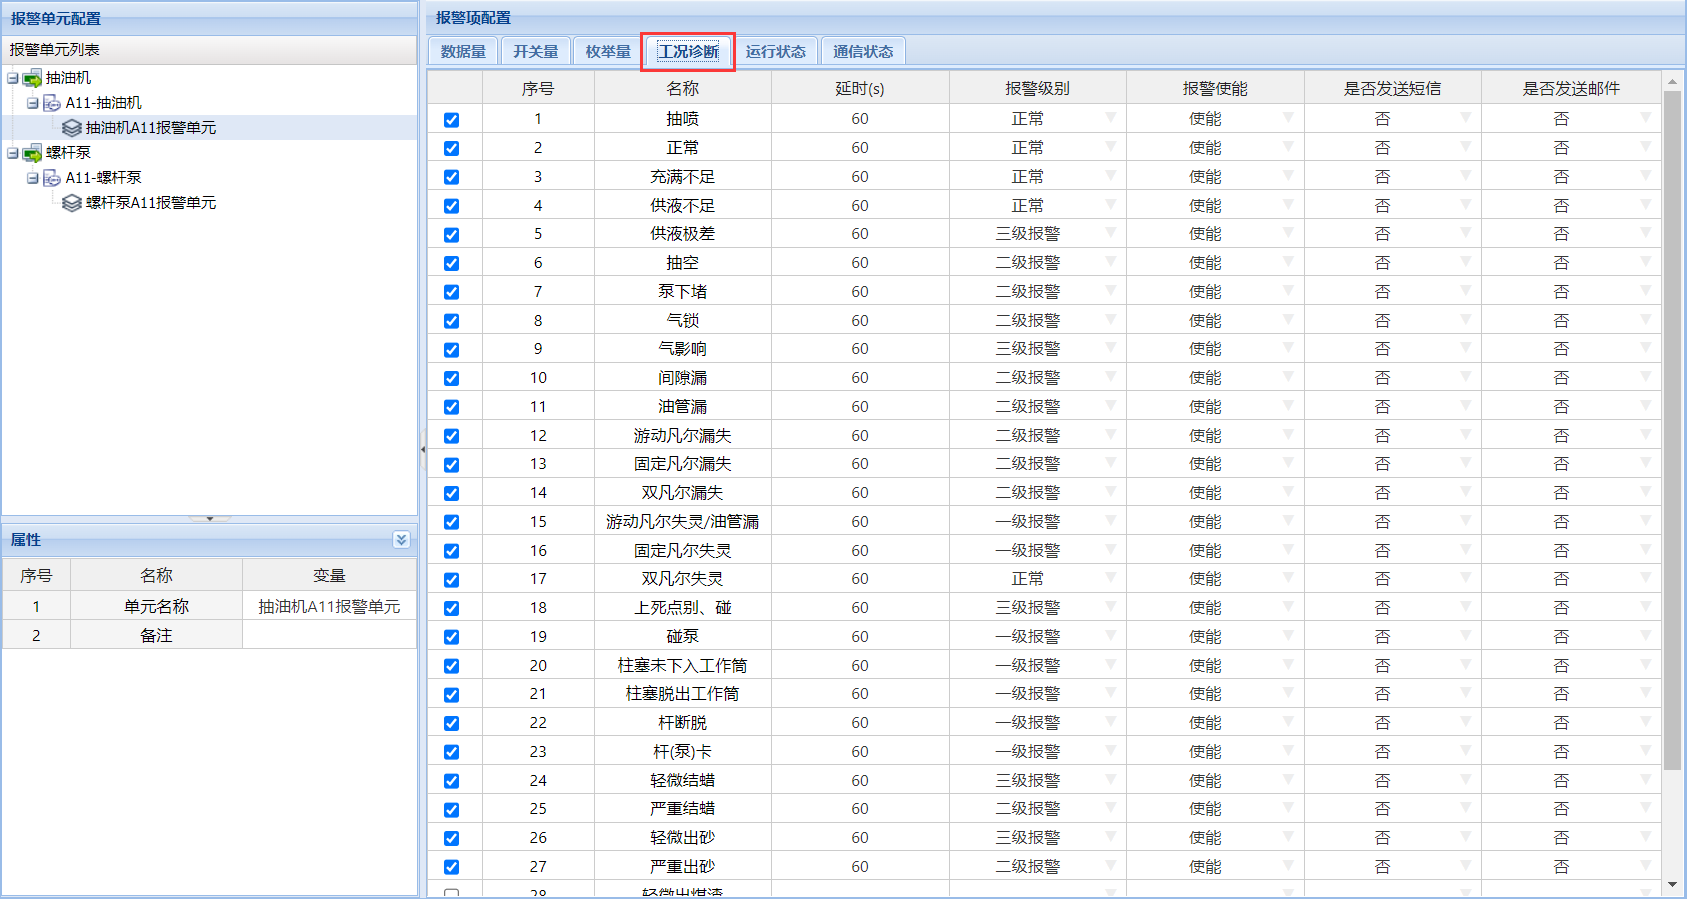 报警单元配置
报警单元列表
抽油机
A11-抽油机
抽油机A11报警单元
螺杆泵
A11-螺杆泵
螺杆泵A11报警单元
属性
序号 名称 变量
1 单元名称 抽油机A11报警单元
2 备注
报警项配置
数据量 开关量 枚举量 工况诊断 运行状态 通信状态
序号 名称 延时(s) 报警级别 报警使能 是否发送短信 是否发送邮件
1 抽喷 60 正常 使能 否 否
2 正常 60 正常 使能 否 否
3 充满不足 60 正常 使能 否 否
4 供液不足 60 正常 使能 否 否
5 供液极差 60 三级报警 使能 否 否
6 抽空 60 二级报警 使能 否 否
7 泵下堵 60 二级报警 使能 否 否
8 气锁 60 二级报警 使能 否 否
9 气影响 60 三级报警 使能 否 否
10 间隙漏 60 二级报警 使能 否 否
11 油管漏 60 二级报警 使能 否 否
12 游动凡尔漏失 60 二级报警 使能 否 否
13 固定凡尔漏失 60 二级报警 使能 否 否
14 双凡尔漏失 60 二级报警 使能 否 否
15 游动凡尔失灵/油管漏 60 一级报警 使能 否 否
16 固定凡尔失灵 60 一级报警 使能 否 否
17 双凡尔失灵 60 正常 使能 否 否
18 上死点别、碰 60 三级报警 使能 否 否
19 碰泵 60 一级报警 使能 否 否
20 柱塞未下入工作筒 60 一级报警 使能 否 否
21 柱塞脱出工作筒 60 一级报警 使能 否 否
22 杆断脱 60 一级报警 使能 否 否
23 杆(泵)卡 60 一级报警 使能 否 否
24 轻微结蜡 60 三级报警 使能 否 否
25 严重结蜡 60 二级报警 使能 否 否
26 轻微出砂 60 三级报警 使能 否 否
27 严重出砂 60 二级报警 使能 否 否
28 轻微出煤渣